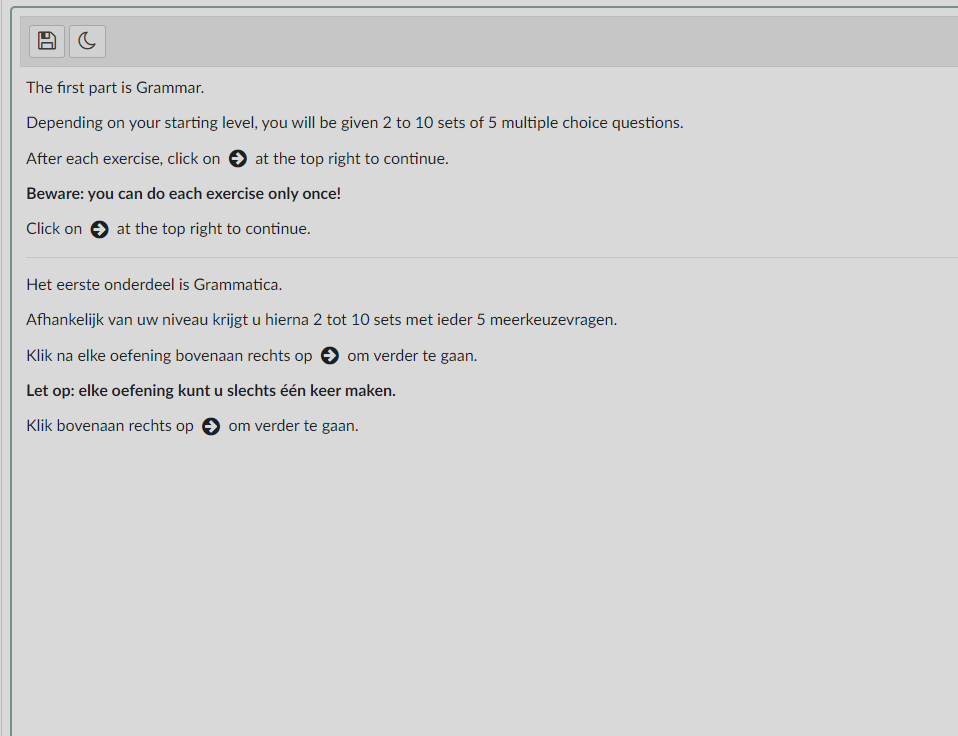 The first part is Grammar.
Depending on your starting level, you will be given 2 to 10 sets of 5 multiple choice questions.
After each exercise, click on at the top right to continue.
Beware: you can do each exercise only once!
Click on at the top right to continue.
Het eerste onderdeel is Grammatica.
Afhankelijk van uw niveau krijgt u hierna 2 tot 10 sets met ieder 5 meerkeuzevragen.
Klik na elke oefening bovenaan rechts op om verder te gaan.
Let op: elke oefening kunt u slechts één keer maken.
Klik bovenaan rechts op om verder te gaan.